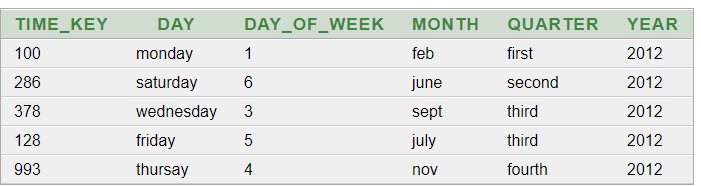 TIME_KEY DAY DAY_OF_WEEK MONTH QUARTER YEAR
100 monday 1 feb first 2012
286 saturday 6 june second 2012
378 wednesday 3 sept third 2012
128 friday 5 july third 2012
993 thursay 4 nov fourth 2012